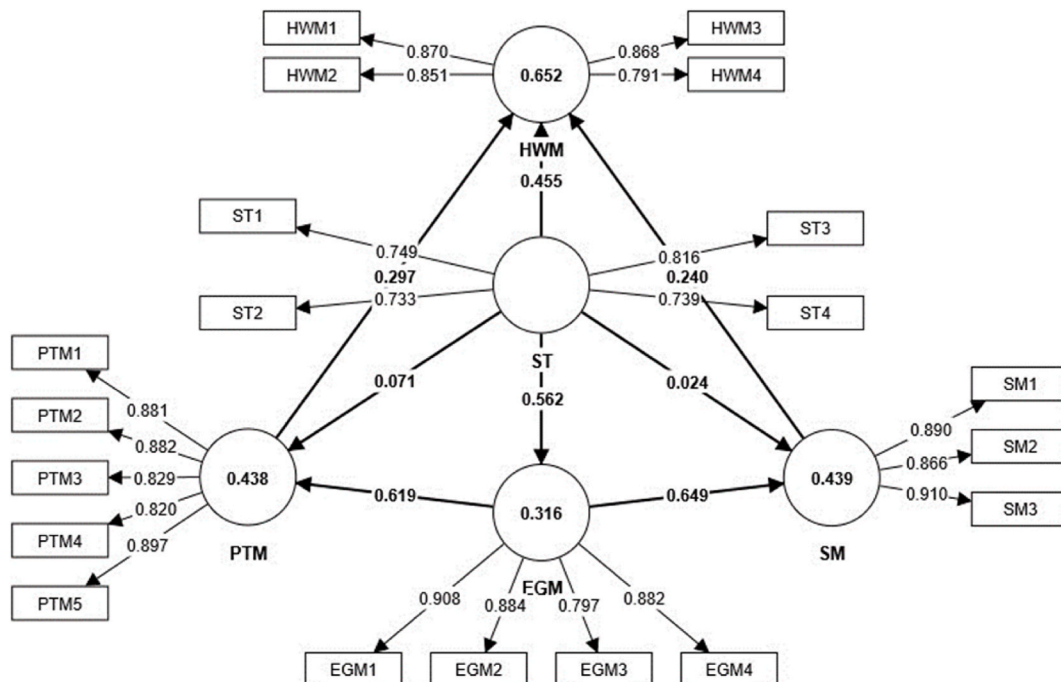 HWM1
0.870
0.868
HWM3
HWM2
0.851
0.652
0.791
HWM4
HWM
0.455
ST1
0.749
0.816
ST3
0.297
0.240
ST2
0.733
0.739
ST4
ST
PTM1
0.881
0.071
0.562
0.024
SM1
0.890
PTM2
0.882
SM2
0.866
PTM3
0.829
0.438
0.619
0.649
0.439
0.910
SM3
PTM4
0.820
0.316
PTM
SM
0.897
PTM5
EGM
0.908
0.884
0.797
0.882
EGM1
EGM2
EGM3
EGM4